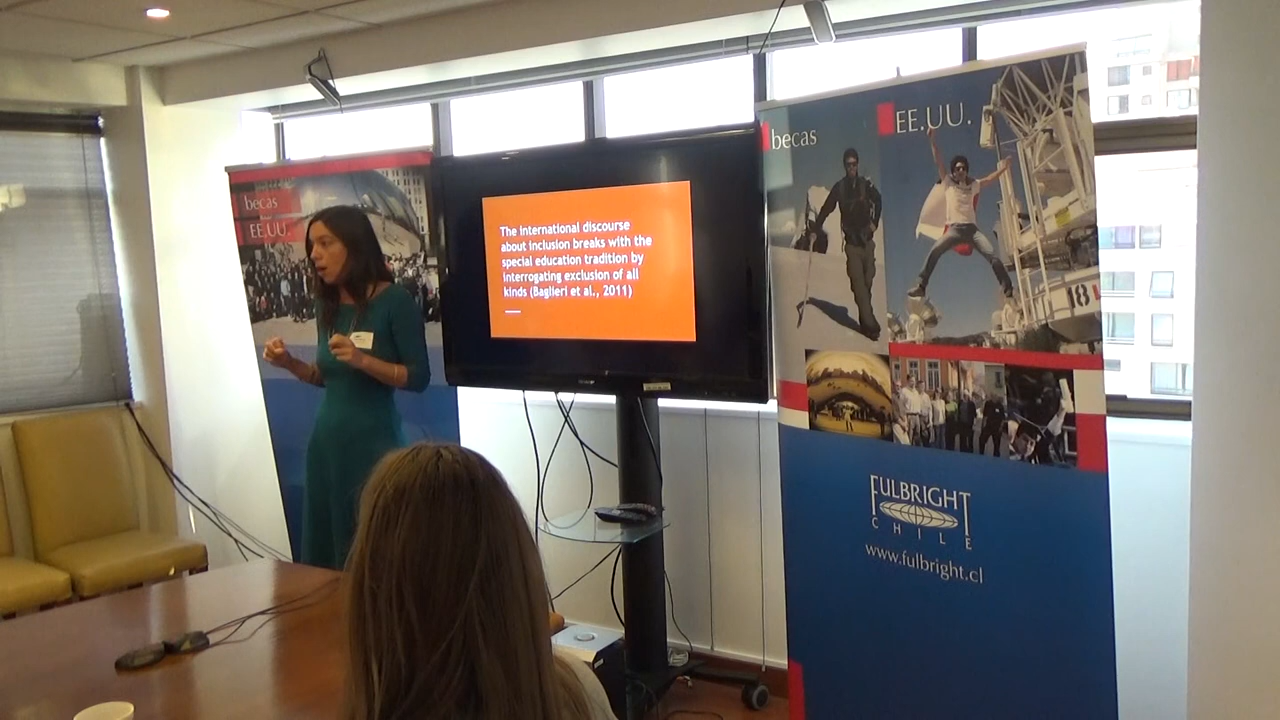 becas
EE.UU.
The international discourse
about inclusion breaks with the
special education tradition by
interrogating exclusion of all
kinds (Baglieri et al., 2011)
becas
EE.UU.
18
FULBRIGHT
CHILE
www.fulbright.cl